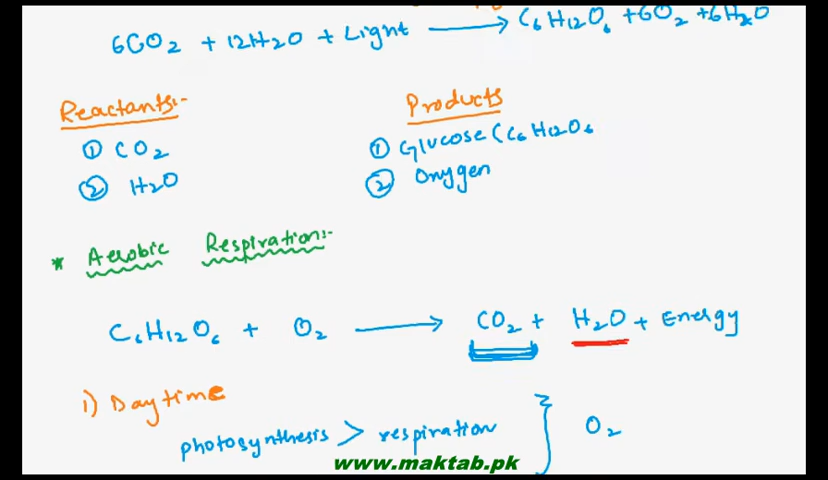 6CO2 + 12H2O + Light ⟶ C6H12O6 + 6O2 + 6H2O
Reactants:-
① CO2
② H2O
Products
① Glucose (C6H12O6
② Oxygen
* Aerobic Respiration:-
C6H12O6 + O2 ⟶ CO2 + H2O + Energy
1) Daytime
photosynthesis > respiration } O2
www.maktab.pk